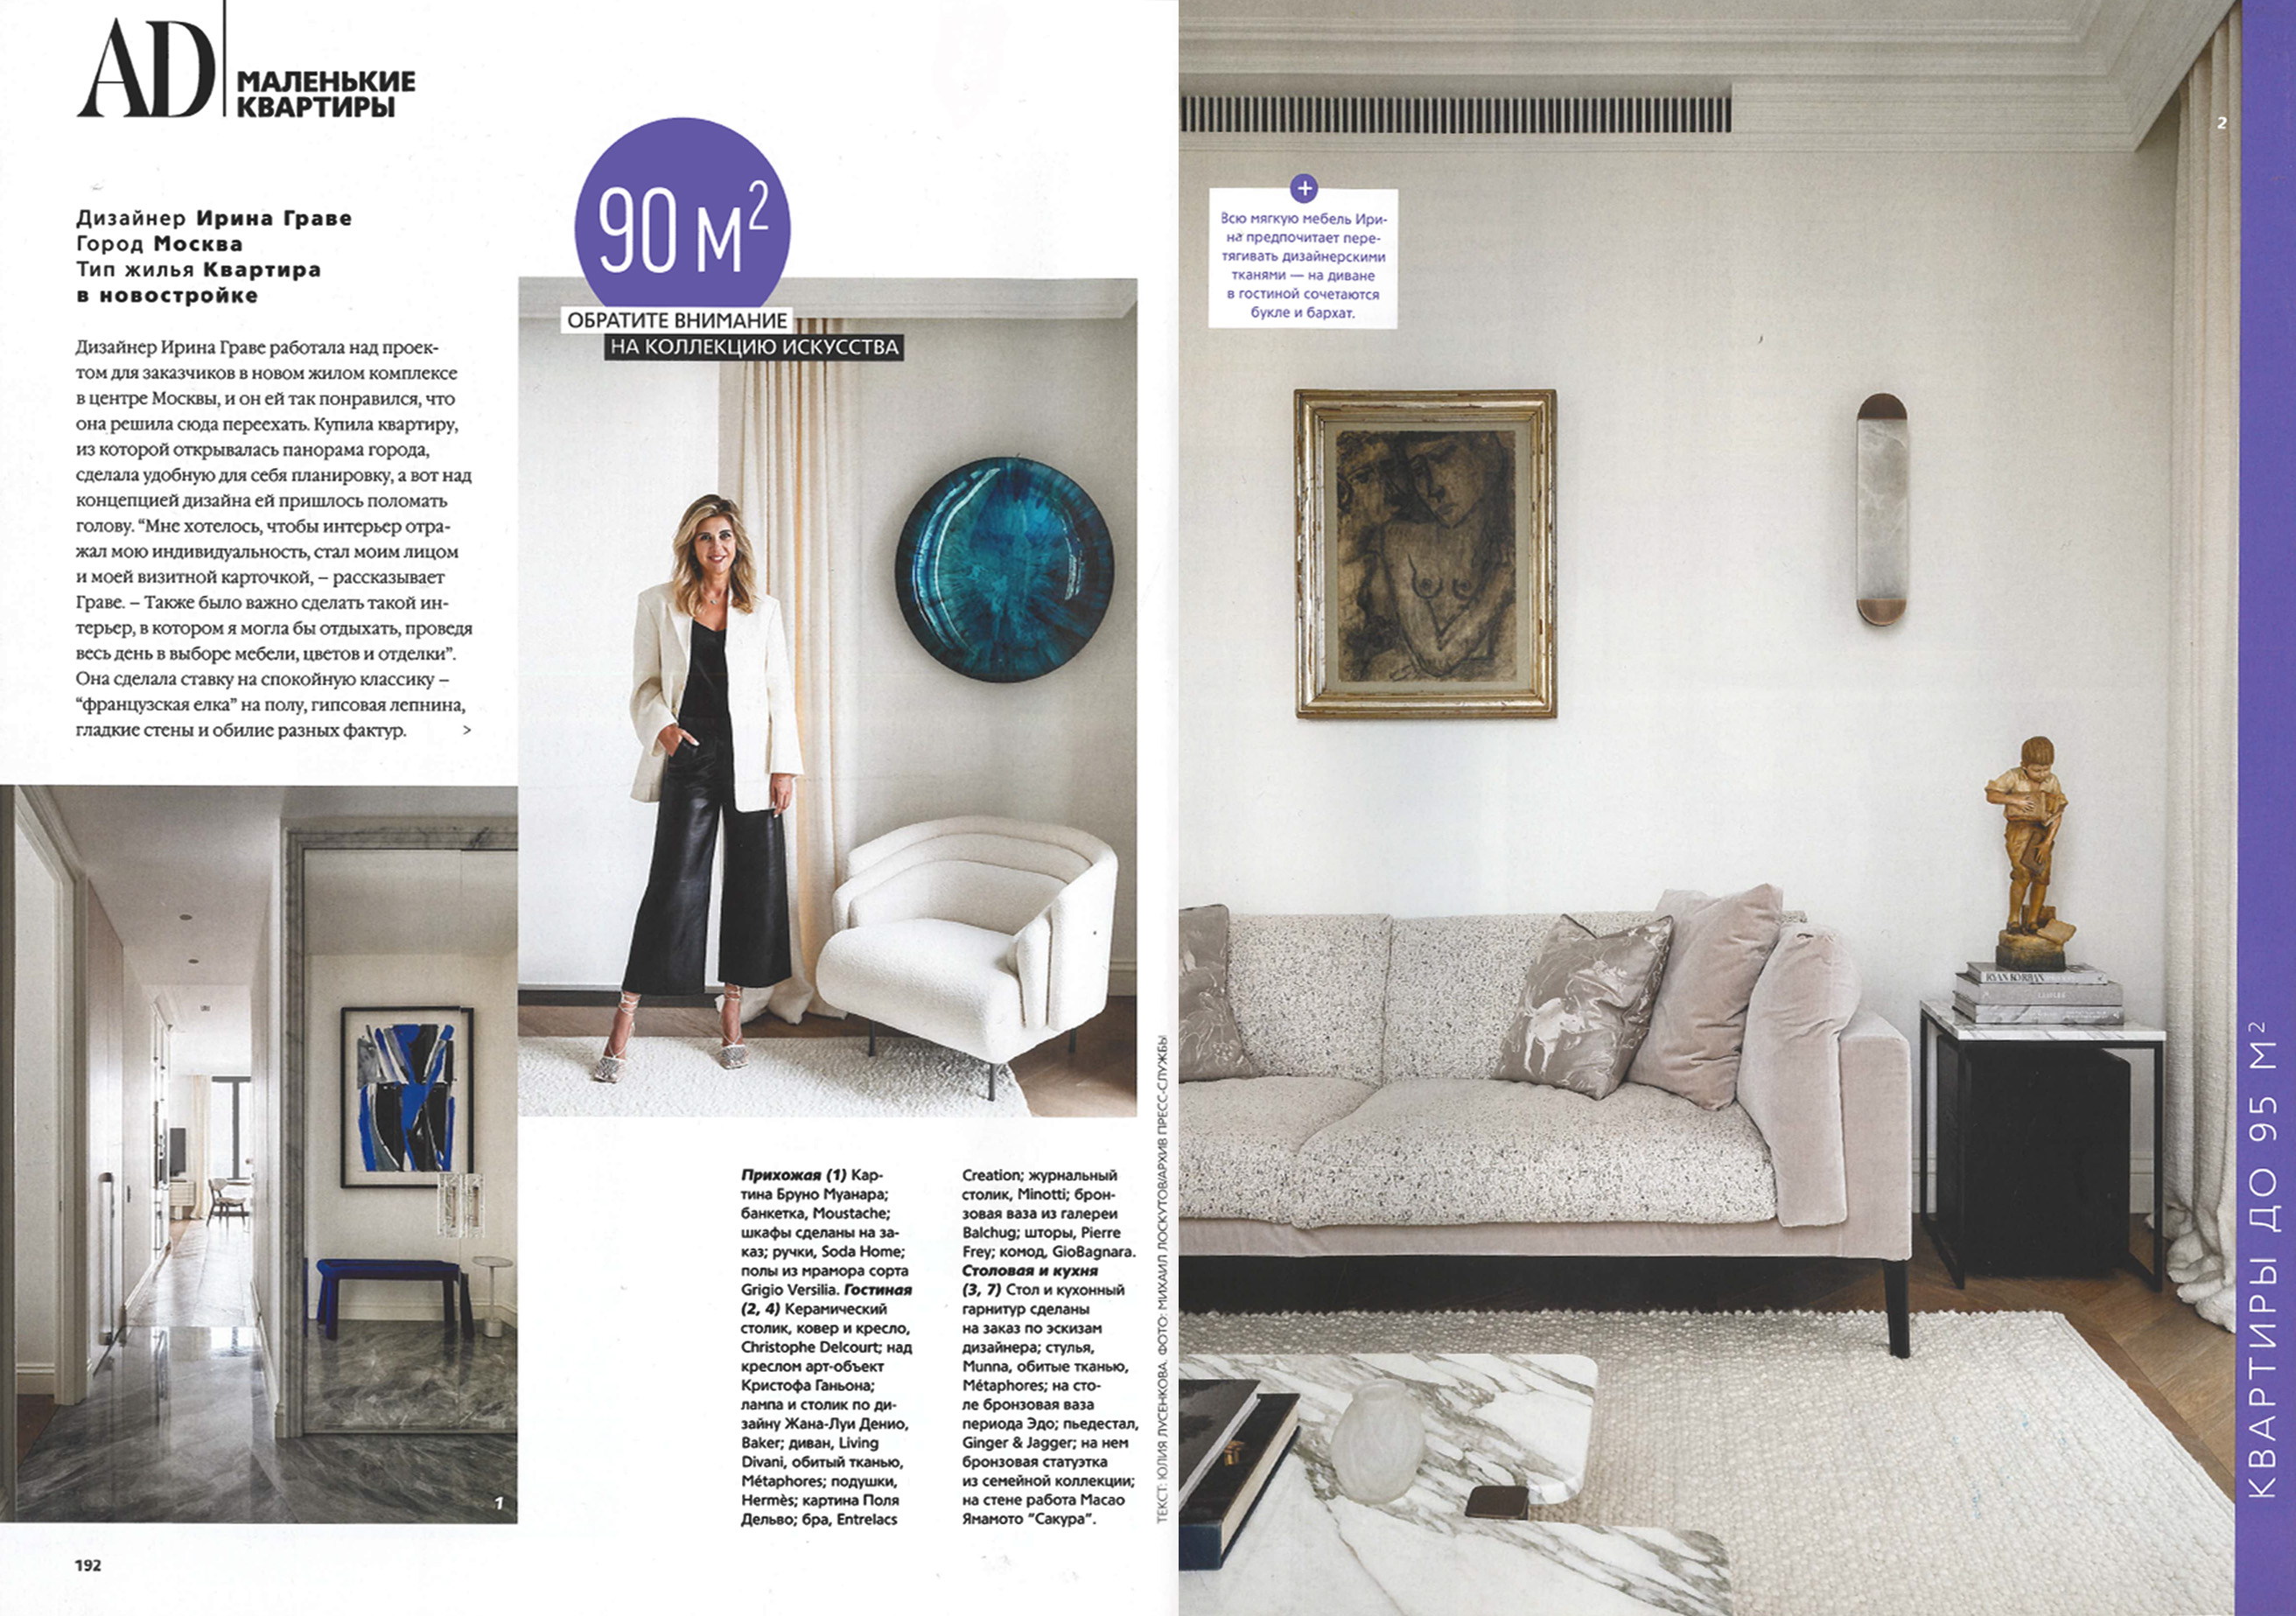 AD
МАЛЕНЬКИЕ
КВАРТИРЫ
Дизайнер Ирина Граве
Город Москва
Тип жилья Квартира
в новостройке
Дизайнер Ирина Граве работала над проек-
том для заказчиков в новом жилом комплексе
в центре Москвы, и он ей так понравился, что
она решила сюда переехать. Купила квартиру,
из которой открывалась панорама города,
сделала удобную для себя планировку, а вот над
концепцией дизайна ей пришлось поломать
голову. “Мне хотелось, чтобы интерьер отра-
жал мою индивидуальность, стал моим лицом
и моей визитной карточкой, – рассказывает
Граве. – Также было важно сделать такой ин-
терьер, в котором я могла бы отдыхать, проведя
весь день в выборе мебели, цветов и отделки”.
Она сделала ставку на спокойную классику –
“французская елка” на полу, гипсовая лепнина,
гладкие стены и обилие разных фактур. >
90 м²
ОБРАТИТЕ ВНИМАНИЕ
НА КОЛЛЕКЦИЮ ИСКУССТВА
1
Прихожая (1) Кар-
тина Бруно Муанара;
банкетка, Moustache;
шкафы сделаны на за-
каз; ручки, Soda Home;
полы из мрамора сорта
Grigio Versilia. Гостиная
(2, 4) Керамический
столик, ковер и кресло,
Christophe Delcourt; над
креслом арт-объект
Кристофа Ганьона;
лампа и столик по ди-
зайну Жана-Луи Денио,
Baker; диван, Living
Divani, обитый тканью,
Métaphores; подушки,
Hermès; картина Поля
Дельво; бра, Entrelacs
Creation; журнальный
столик, Minotti; брон-
зовая ваза из галереи
Balchug; шторы, Pierre
Frey; комод, GioBagnara.
Столовая и кухня
(3, 7) Стол и кухонный
гарнитур сделаны
на заказ по эскизам
дизайнера; стулья,
Munna, обитые тканью,
Métaphores; на сто-
ле бронзовая ваза
периода Эдо; пьедестал,
Ginger & Jagger; на нем
бронзовая статуэтка
из семейной коллекции;
на стене работа Масао
Ямамото “Сакура”.
ТЕКСТ: ЮЛИЯ ЛУСЕНКОВА. ФОТО: МИХАИЛ ЛОСКУТОВ/АРХИВ ПРЕСС-СЛУЖБЫ
192
+
Всю мягкую мебель Ири-
на предпочитает пере-
тягивать дизайнерскими
тканями — на диване
в гостиной сочетаются
букле и бархат.
2
КВАРТИРЫ ДО 95 М²